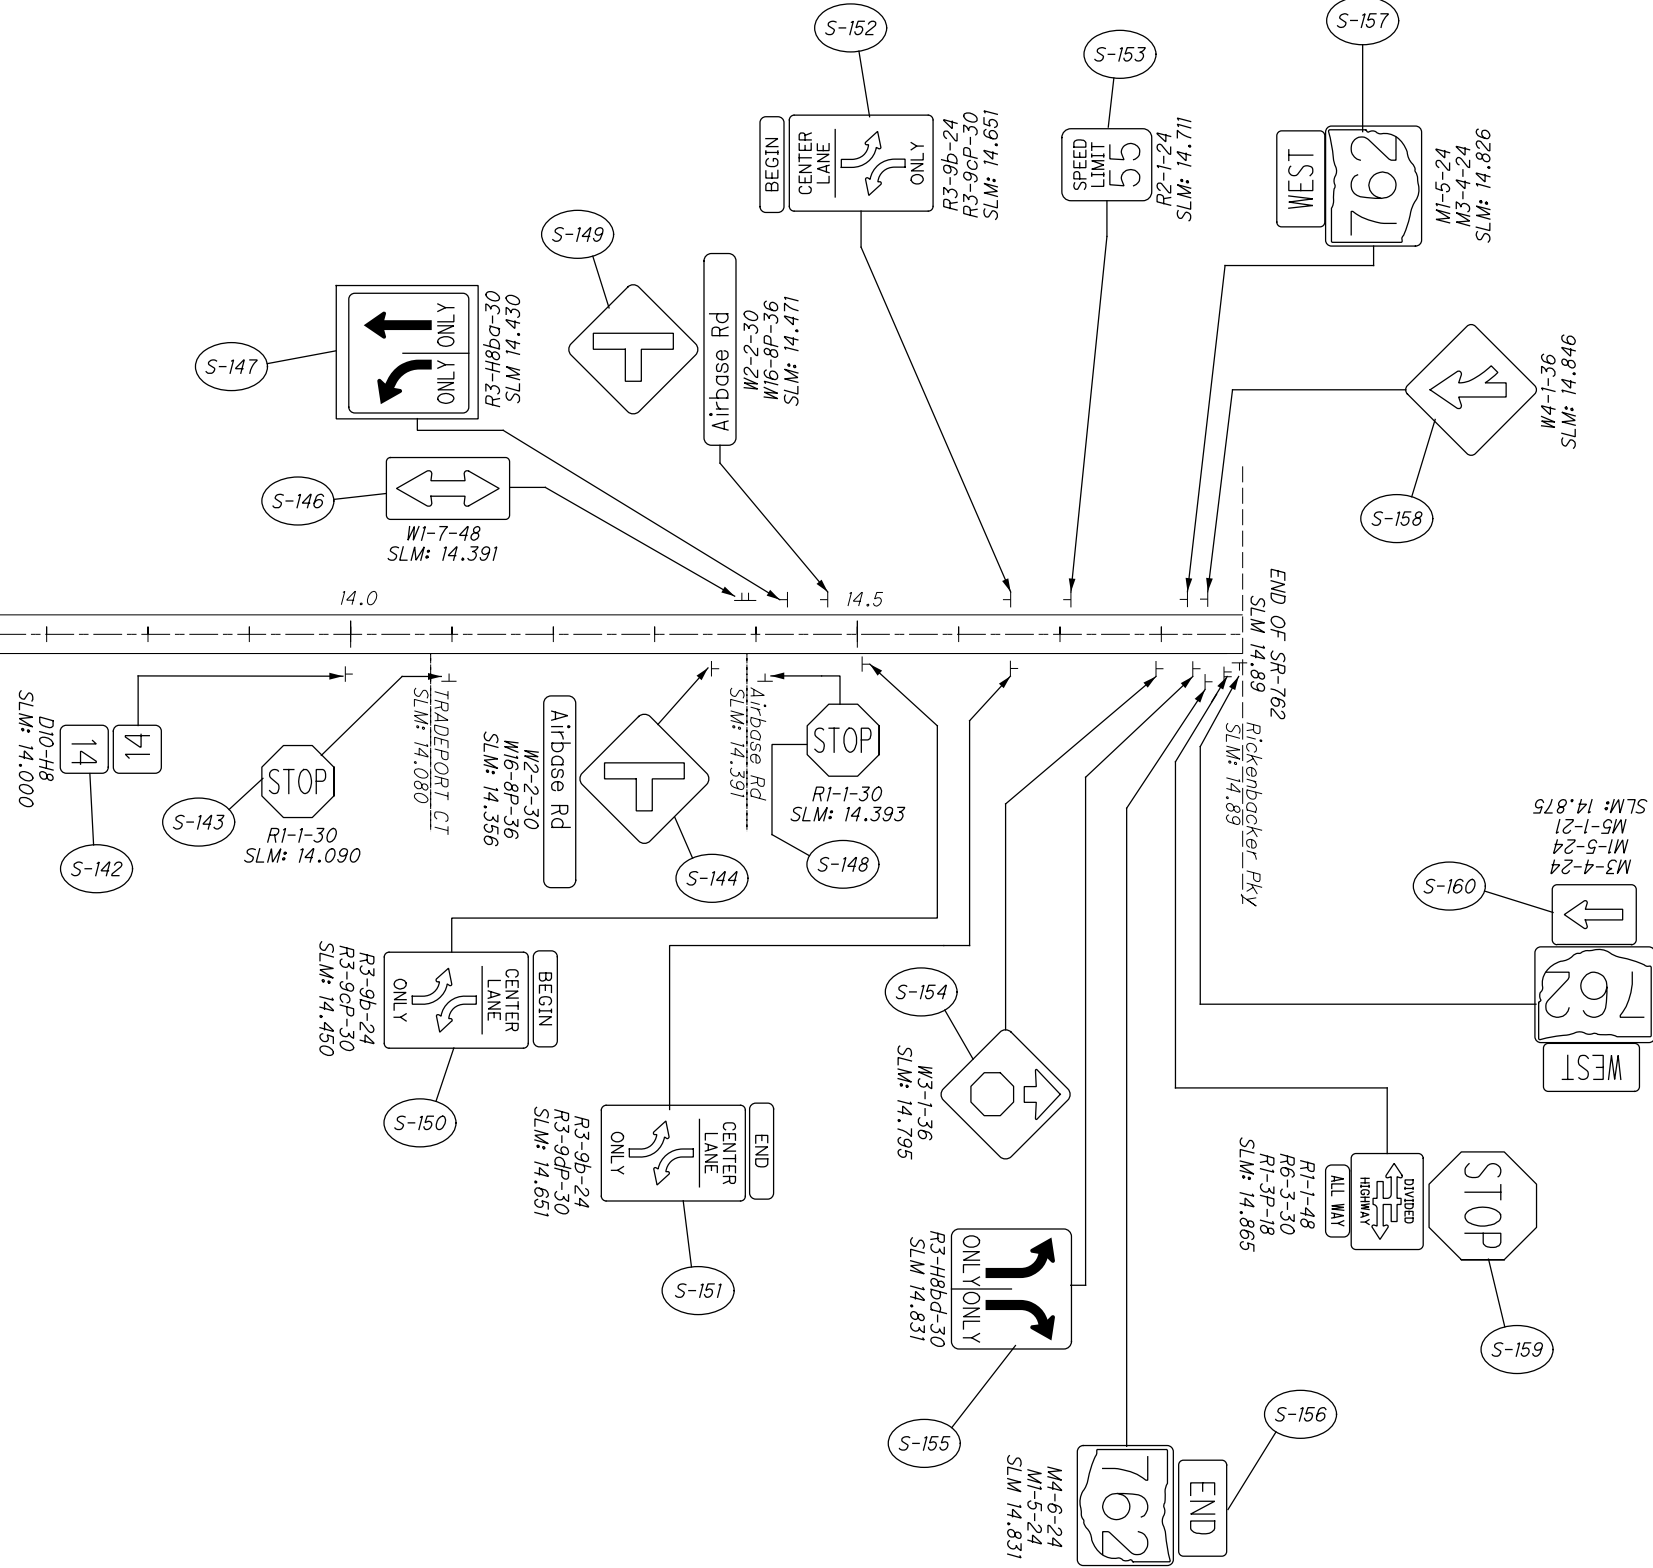 S-152
BEGIN
CENTER
LANE
ONLY
R3-9b-24
R3-9cP-30
SLM: 14.651
S-153
SPEED
LIMIT
55
R2-1-24
SLM: 14.711
S-157
WEST
762
M1-5-24
M3-4-24
SLM: 14.826
S-149
Airbase Rd
W2-2-30
W16-8P-36
SLM: 14.471
S-147
ONLY
ONLY
R3-H8ba-30
SLM 14.430
S-146
W1-7-48
SLM: 14.391
W4-1-36
SLM: 14.846
S-158
14.0
14.5
END OF SR-762
SLM 14.89
Rickenbacker Pky
SLM: 14.89
14
14
D10-H8
SLM: 14.000
S-142
STOP
S-143
R1-1-30
SLM: 14.090
TRADEPORT CT
SLM: 14.080
Airbase Rd
W2-2-30
W16-8P-36
SLM: 14.356
S-144
Airbase Rd
SLM: 14.391
STOP
R1-1-30
SLM: 14.393
S-148
BEGIN
CENTER
LANE
ONLY
R3-9b-24
R3-9cP-30
SLM: 14.450
S-150
END
CENTER
LANE
ONLY
R3-9b-24
R3-9dP-30
SLM: 14.651
S-151
S-154
W3-1-36
SLM: 14.795
ONLY
ONLY
R3-H8bd-30
SLM 14.831
S-155
END
762
M4-6-24
M1-5-24
SLM 14.831
S-156
STOP
DIVIDED
HIGHWAY
ALL WAY
R1-1-48
R6-3-30
R1-3P-18
SLM: 14.865
S-159
WEST
762
M3-4-24
M1-5-24
M5-1-21
SLM: 14.875
S-160